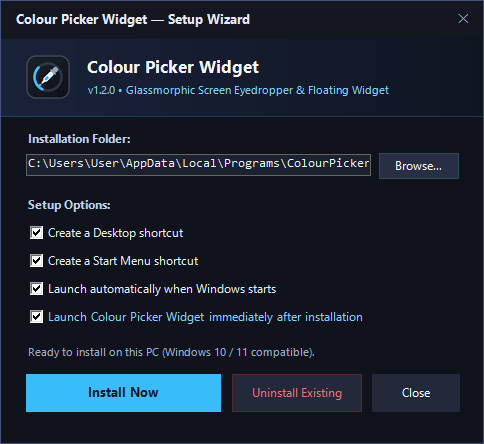 Colour Picker Widget — Setup Wizard
Colour Picker Widget
v1.2.0 • Glassmorphic Screen Eyedropper & Floating Widget
Installation Folder:
C:\Users\User\AppData\Local\Programs\ColourPicker
Browse...
Setup Options:
Create a Desktop shortcut
Create a Start Menu shortcut
Launch automatically when Windows starts
Launch Colour Picker Widget immediately after installation
Ready to install on this PC (Windows 10 / 11 compatible).
Install Now
Uninstall Existing
Close